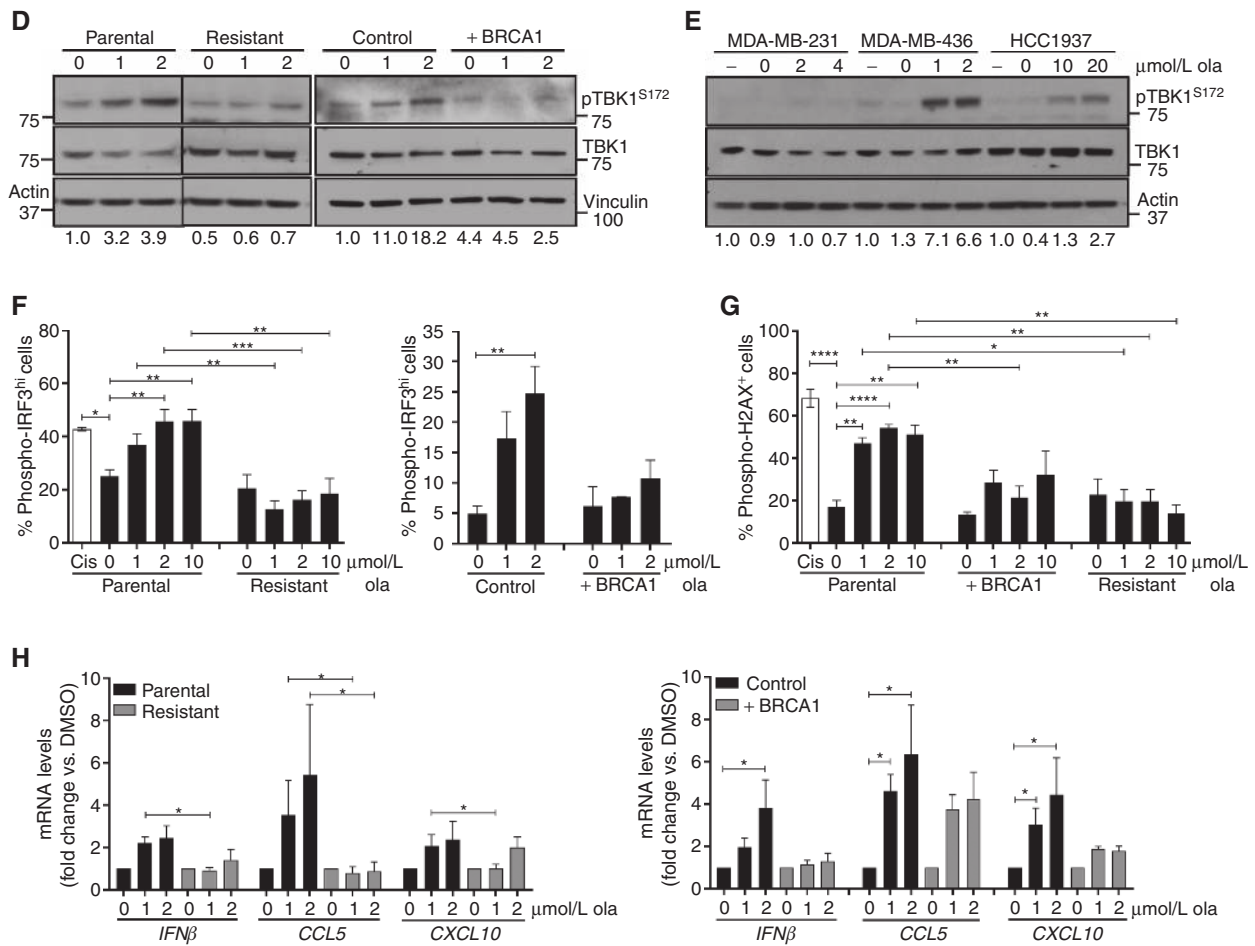 D
Parental Resistant Control + BRCA1
0 1 2 0 1 2 0 1 2 0 1 2
pTBK1S172
75 75
TBK1
75 75
Actin Vinculin
37 100
1.0 3.2 3.9 0.5 0.6 0.7 1.0 11.0 18.2 4.4 4.5 2.5
E
MDA-MB-231 MDA-MB-436 HCC1937
– 0 2 4 – 0 1 2 – 0 10 20 μmol/L ola
pTBK1S172
75
TBK1
75
Actin
37
1.0 0.9 1.0 0.7 1.0 1.3 7.1 6.6 1.0 0.4 1.3 2.7
F
% Phospho-IRF3hi cells
80
60
40
20
0
* ** ** ** *** **
Cis 0 1 2 10 0 1 2 10 μmol/L
Parental Resistant ola
% Phospho-IRF3hi cells
35
30
25
20
15
10
5
0
**
0 1 2 0 1 2
Control + BRCA1
G
% Phospho-H2AX+ cells
100
80
60
40
20
0
**** ** **** ** ** * ** **
Cis 0 1 2 10 0 1 2 10 0 1 2 10 μmol/L
Parental + BRCA1 Resistant ola
H
mRNA levels
(fold change vs. DMSO)
10
8
6
4
2
0
Parental
Resistant
* * * *
0 1 2 0 1 2 0 1 2 0 1 2 0 1 2 0 1 2 μmol/L ola
IFNβ CCL5 CXCL10
mRNA levels
(fold change vs. DMSO)
10
8
6
4
2
0
Control
+ BRCA1
* * * * *
0 1 2 0 1 2 0 1 2 0 1 2 0 1 2 0 1 2 μmol/L ola
IFNβ CCL5 CXCL10